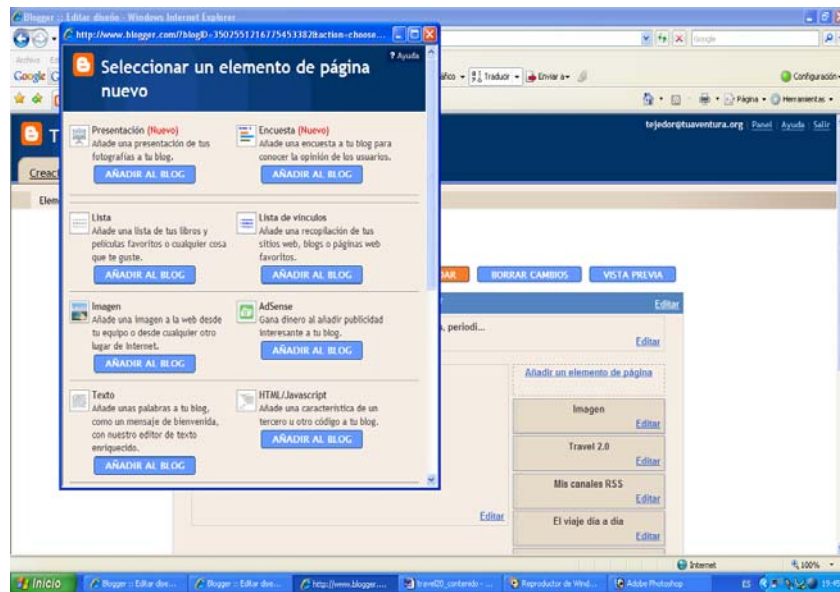 Blogger :: Editar diseño - Windows Internet Explorer
http://www.blogger.com/?blogID=3502551216775453382&action=choose...
Google
Google
Traducir
Enviar a
Configuración
Página
Herramientas
Seleccionar un elemento de página
nuevo
? Ayuda
tejedor@tuaventura.org Panel Ayuda Salir
Presentación (Nuevo)
Añade una presentación de tus
fotografías a tu blog.
AÑADIR AL BLOG
Encuesta (Nuevo)
Añade una encuesta a tu blog para
conocer la opinión de los usuarios.
AÑADIR AL BLOG
Lista
Añade una lista de tus libros y
películas favoritos o cualquier cosa
que te guste.
AÑADIR AL BLOG
Lista de vínculos
Añade una recopilación de tus
sitios web, blogs o páginas web
favoritos.
AÑADIR AL BLOG
Imagen
Añade una imagen a la web desde
tu equipo o desde cualquier otro
lugar de Internet.
AÑADIR AL BLOG
AdSense
Gana dinero al añadir publicidad
interesante a tu blog.
AÑADIR AL BLOG
Texto
Añade unas palabras a tu blog,
como un mensaje de bienvenida,
con nuestro editor de texto
enriquecido.
AÑADIR AL BLOG
HTML/Javascript
Añade una característica de un
tercero u otro código a tu blog.
AÑADIR AL BLOG
BORRAR CAMBIOS
VISTA PREVIA
Editar
periodi...
Editar
Añadir un elemento de página
Imagen
Editar
Travel 2.0
Editar
Mis canales RSS
Editar
El viaje día a día
Editar
Editar
Internet
100%
Inicio
Blogger :: Editar dise...
Blogger :: Editar dise...
http://www.blogger....
travel20_contenido - ...
Reproductor de Wind...
Adobe Photoshop
ES
19:45